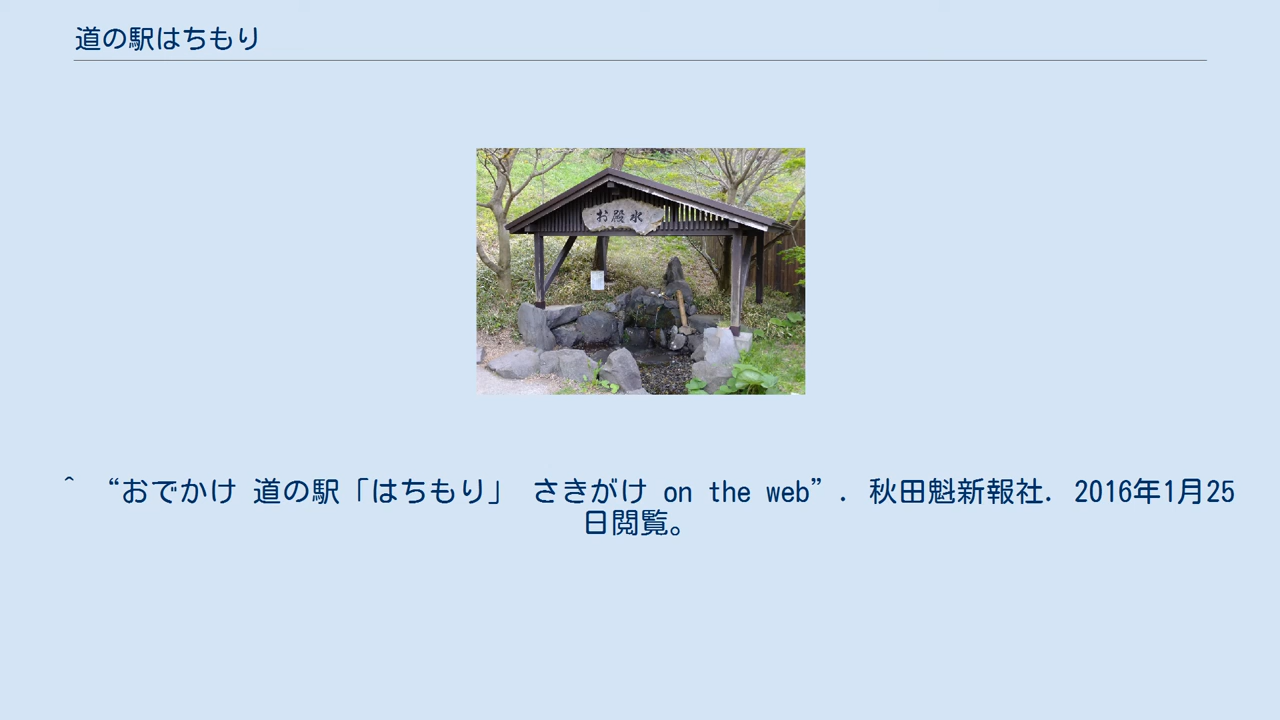 道の駅はちもり
お殿水
^ “おでかけ 道の駅「はちもり」 さきがけ on the web”. 秋田魁新報社. 2016年1月25
日閲覧。